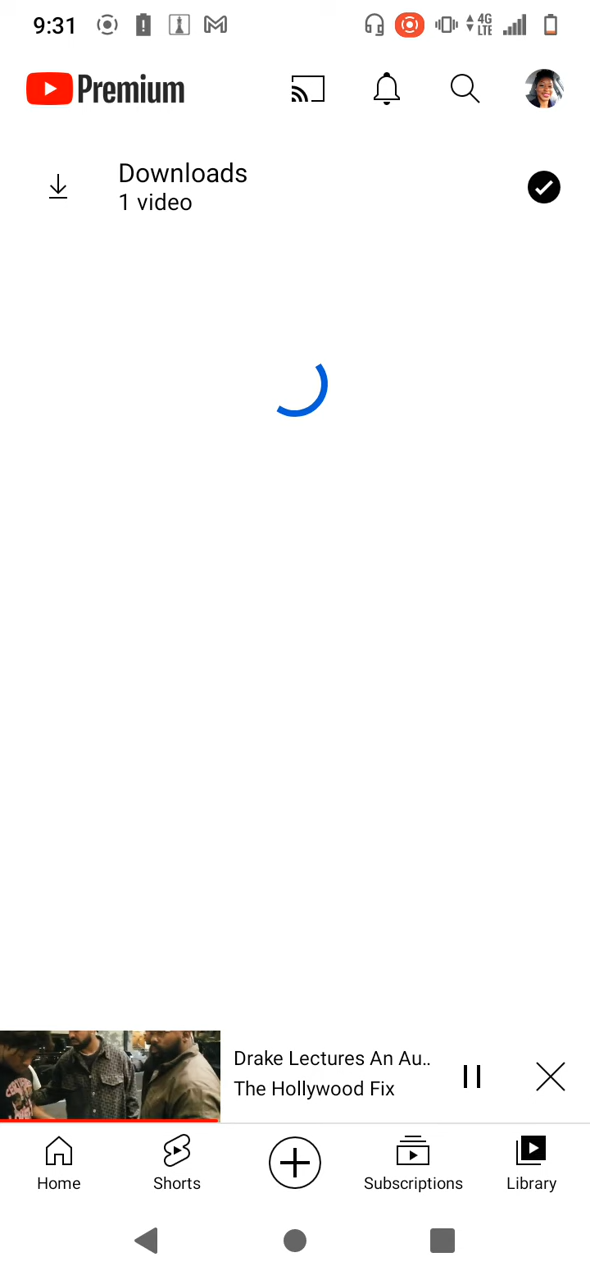 9:31
4G
LTE
Premium
Downloads
1 video
Drake Lectures An Au..
The Hollywood Fix
Home
Shorts
Subscriptions
Library